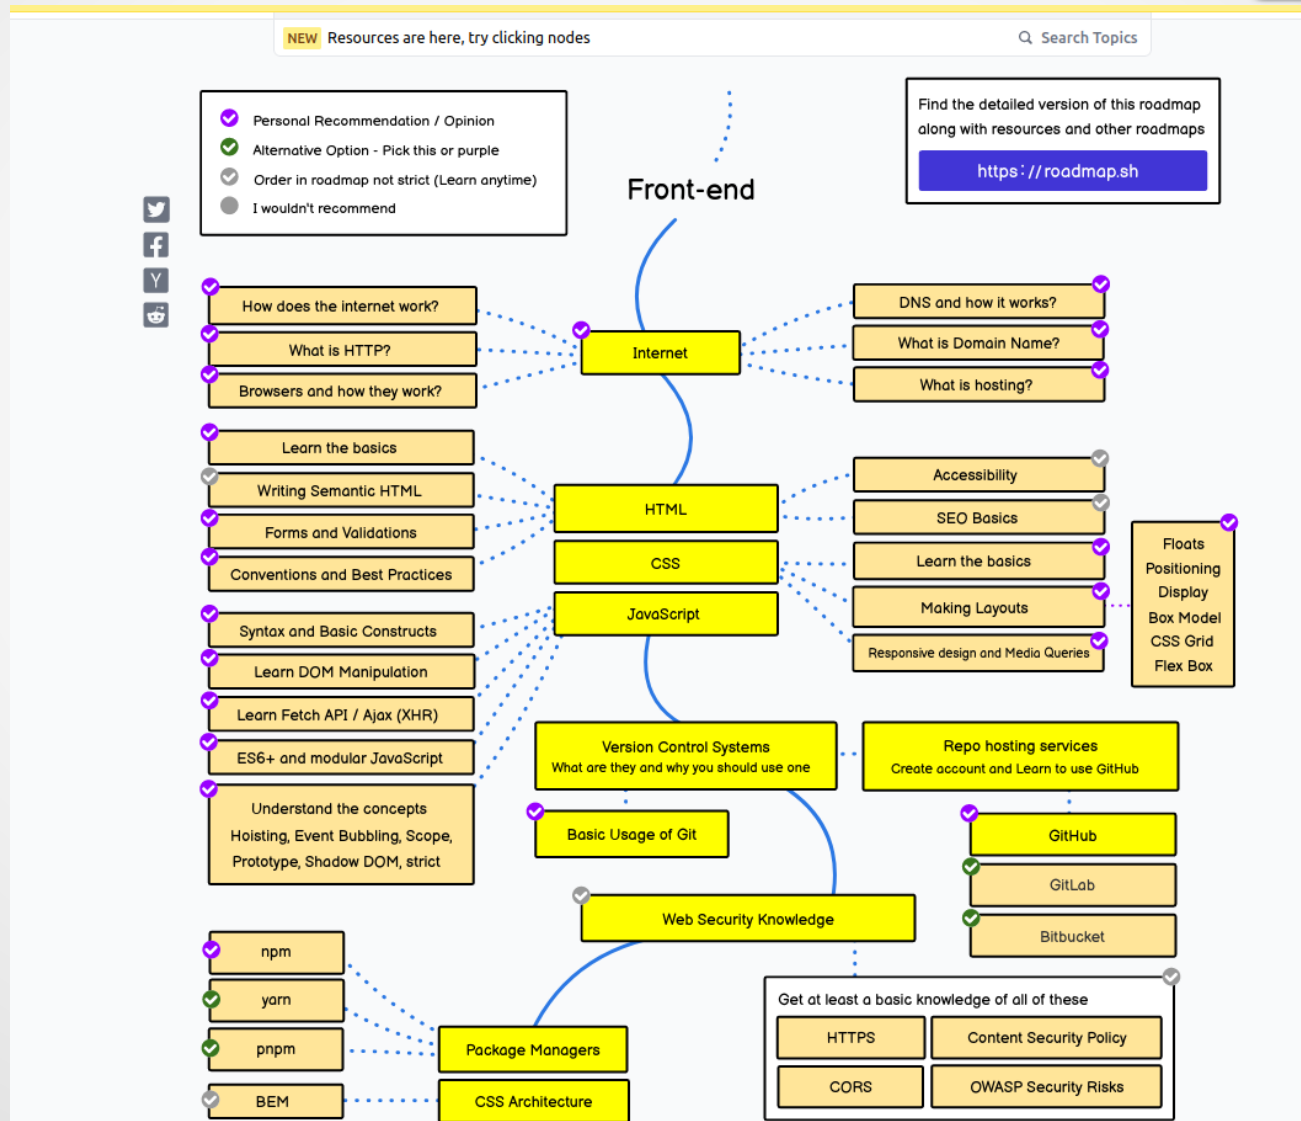 NEW Resources are here, try clicking nodes
Search Topics
Personal Recommendation / Opinion
Alternative Option - Pick this or purple
Order in roadmap not strict (Learn anytime)
I wouldn't recommend
Find the detailed version of this roadmap
along with resources and other roadmaps
https://roadmap.sh
Front-end
How does the internet work?
What is HTTP?
Browsers and how they work?
Internet
DNS and how it works?
What is Domain Name?
What is hosting?
Learn the basics
Writing Semantic HTML
Forms and Validations
Conventions and Best Practices
HTML
CSS
JavaScript
Accessibility
SEO Basics
Learn the basics
Making Layouts
Responsive design and Media Queries
Floats
Positioning
Display
Box Model
CSS Grid
Flex Box
Syntax and Basic Constructs
Learn DOM Manipulation
Learn Fetch API / Ajax (XHR)
ES6+ and modular JavaScript
Understand the concepts
Hoisting, Event Bubbling, Scope,
Prototype, Shadow DOM, strict
Version Control Systems
What are they and why you should use one
Basic Usage of Git
Repo hosting services
Create account and Learn to use GitHub
GitHub
GitLab
Bitbucket
Web Security Knowledge
Get at least a basic knowledge of all of these
HTTPS
Content Security Policy
CORS
OWASP Security Risks
npm
yarn
pnpm
Package Managers
BEM
CSS Architecture